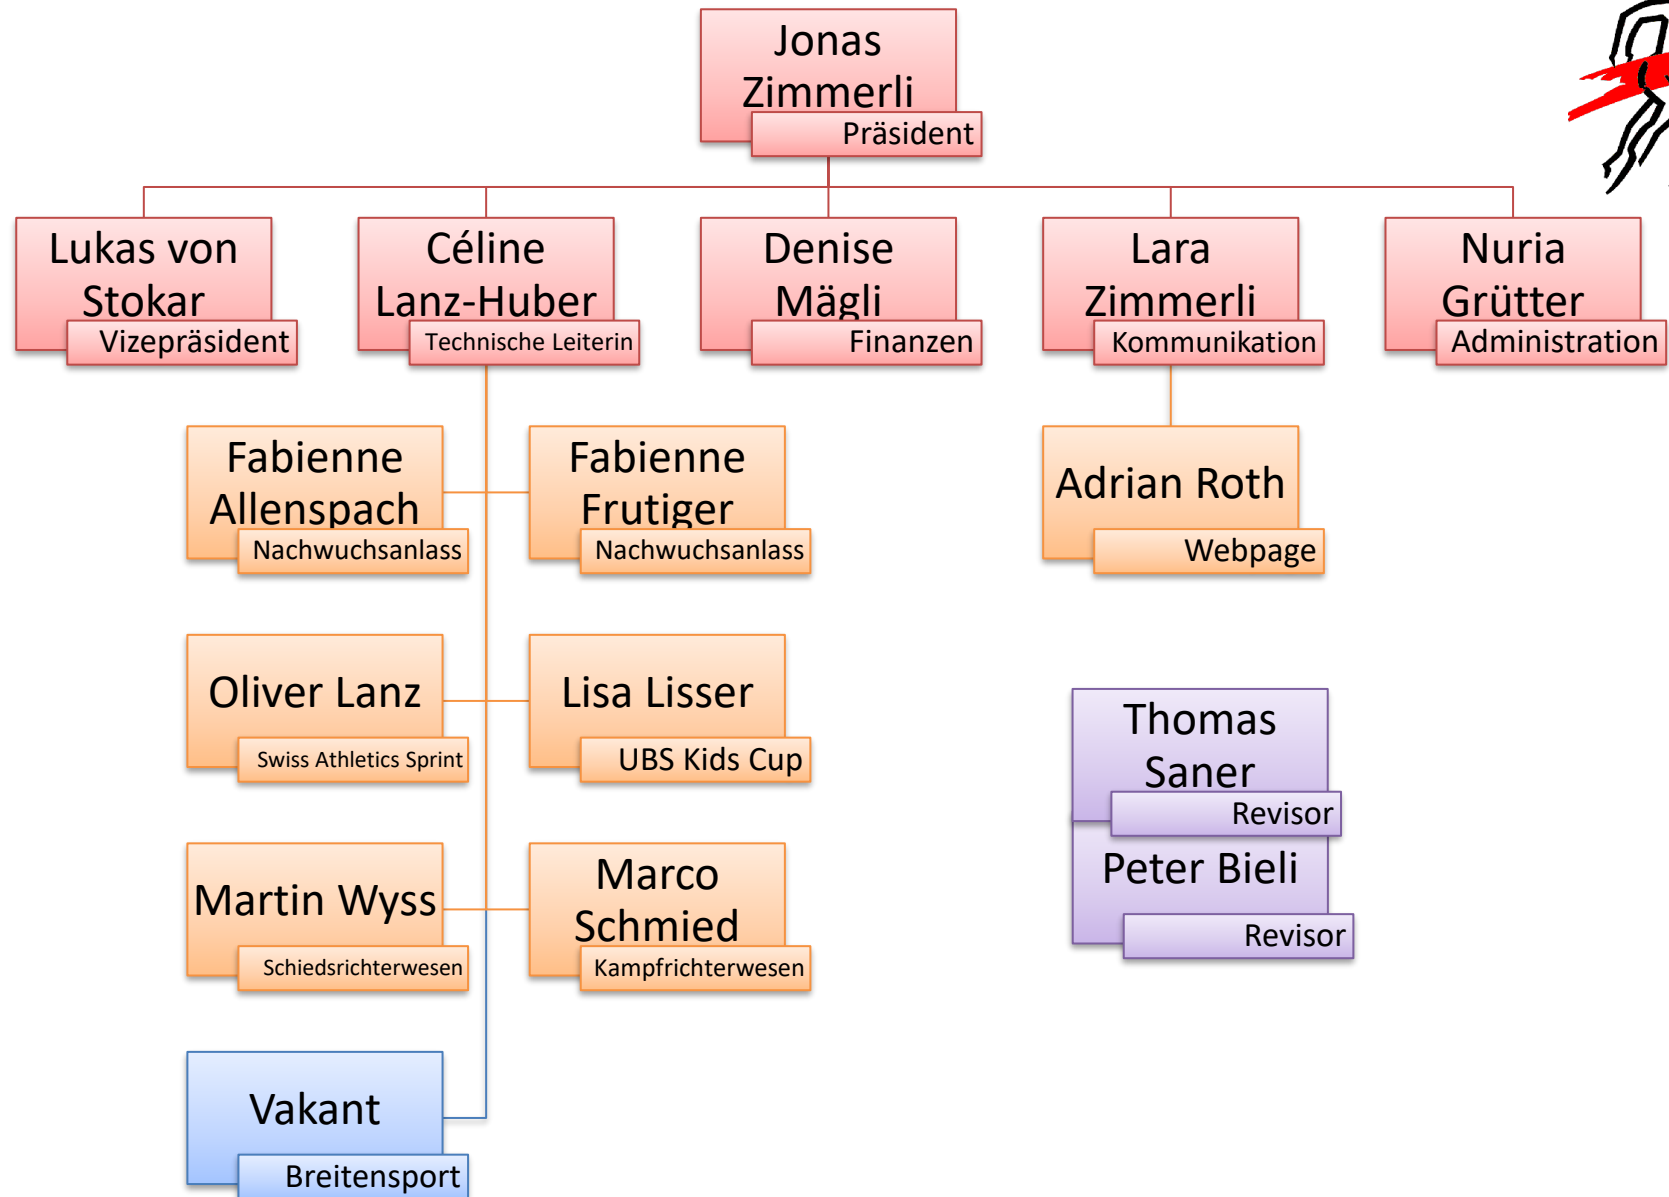 Jonas
Zimmerli
Präsident
Lukas von
Stokar
Vizepräsident
Céline
Lanz-Huber
Technische Leiterin
Denise
Mägli
Finanzen
Lara
Zimmerli
Kommunikation
Nuria
Grütter
Administration
Fabienne
Allenspach
Nachwuchsanlass
Fabienne
Frutiger
Nachwuchsanlass
Adrian Roth
Webpage
Oliver Lanz
Swiss Athletics Sprint
Lisa Lisser
UBS Kids Cup
Thomas
Saner
Revisor
Peter Bieli
Revisor
Martin Wyss
Schiedsrichterwesen
Marco
Schmied
Kampfrichterwesen
Vakant
Breitensport